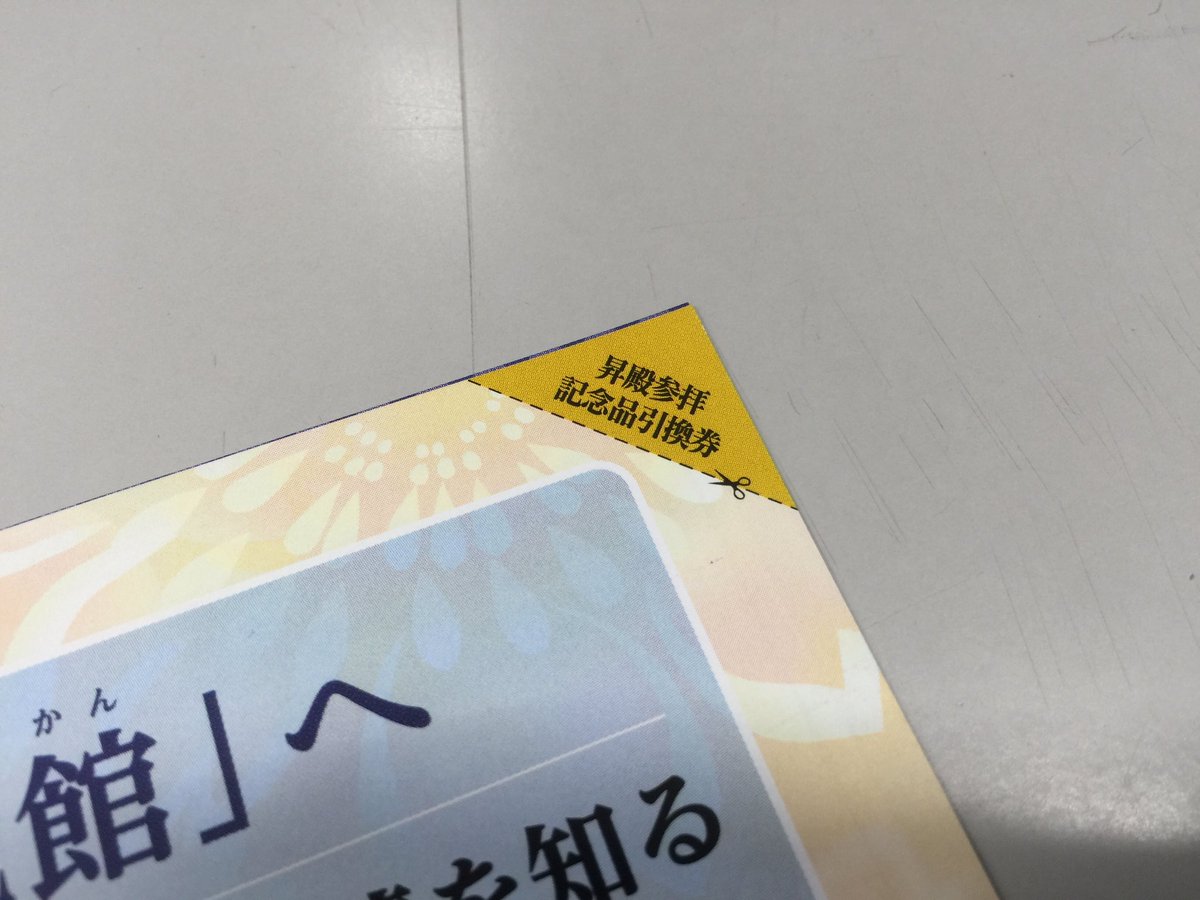 昇殿参拝
記念品引換券
かん
館」へ
を知る